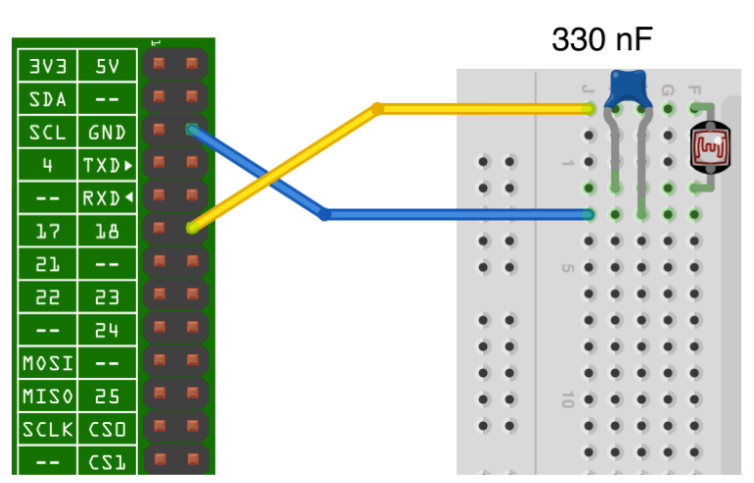 330 nF
3V3 5V
SDA --
SCL GND
4 TXD▸
-- RXD◂
17 18
21 --
22 23
-- 24
MOSI --
MISO 25
SCLK CS0
-- CS1
J G F
1
5
10